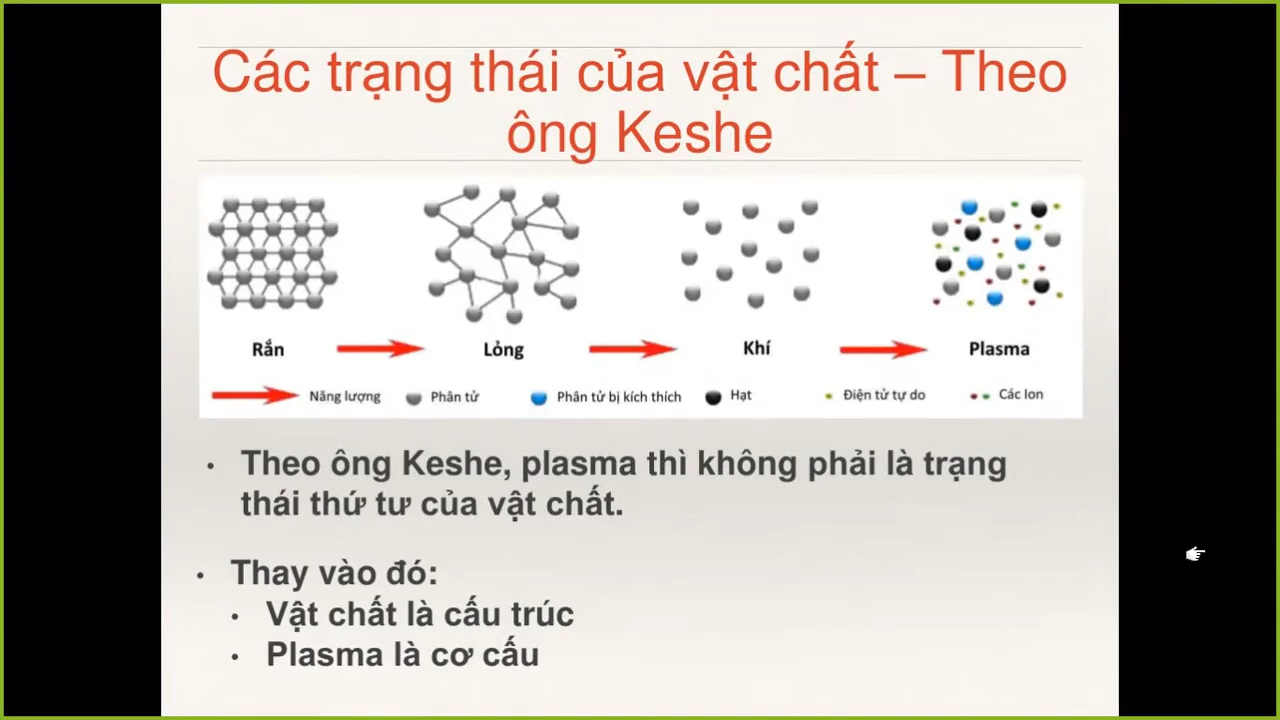 Các trạng thái của vật chất – Theo
ông Keshe
Rắn
Lỏng
Khí
Plasma
Năng lượng
Phân tử
Phân tử bị kích thích
Hạt
Điện tử tự do
Các Ion
• Theo ông Keshe, plasma thì không phải là trạng
thái thứ tư của vật chất.
• Thay vào đó:
• Vật chất là cấu trúc
• Plasma là cơ cấu